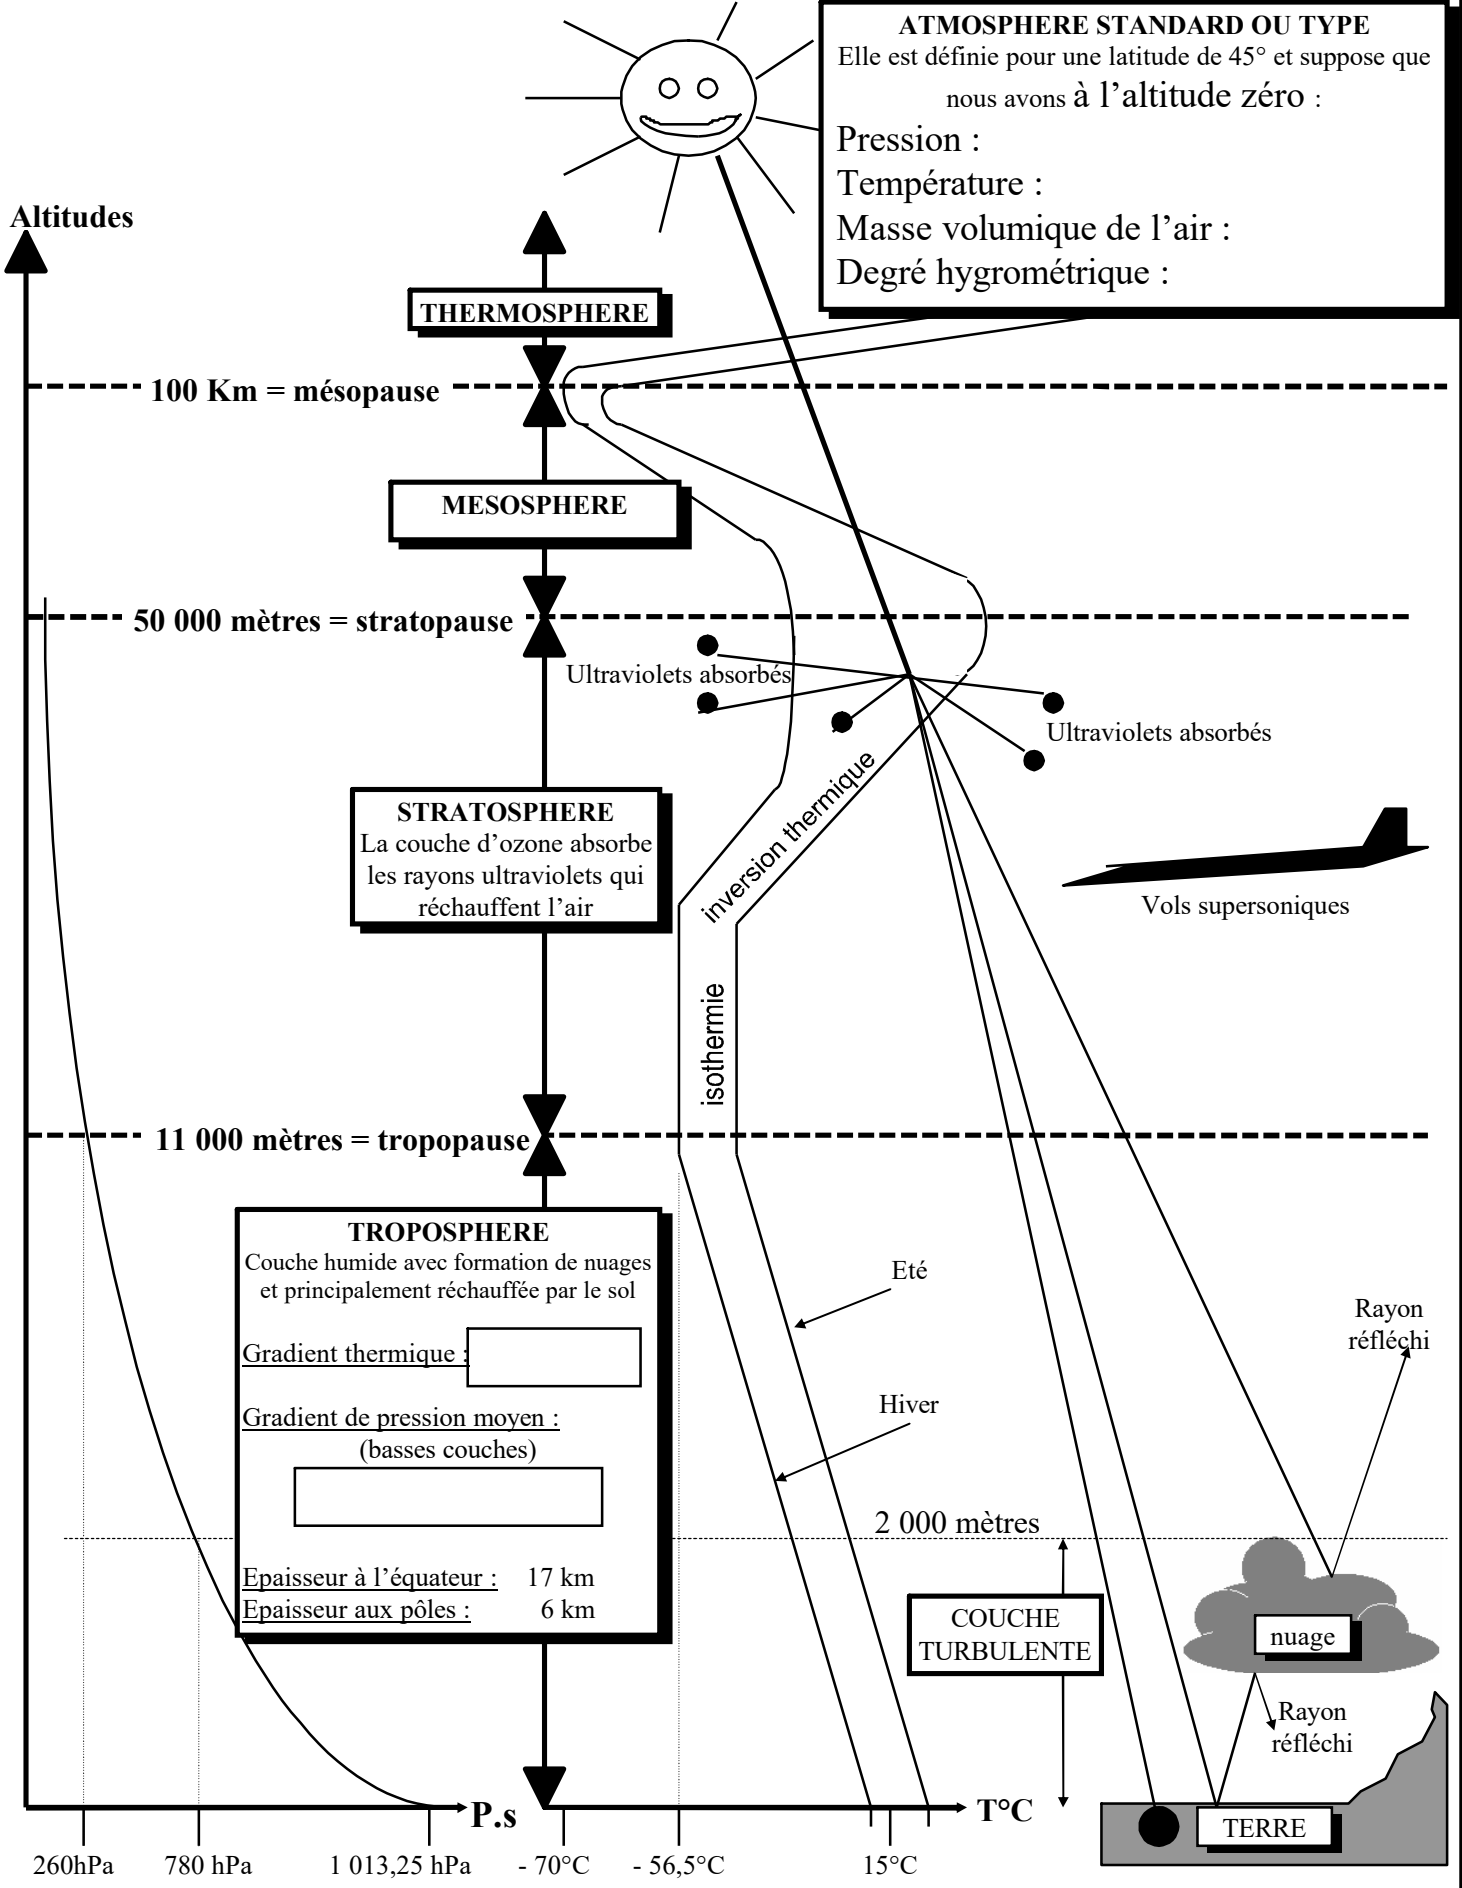 ATMOSPHERE STANDARD OU TYPE
Elle est définie pour une latitude de 45° et suppose que
nous avons à l'altitude zéro :
Pression :
Température :
Masse volumique de l'air :
Degré hygrométrique :
Altitudes
THERMOSPHERE
100 Km = mésopause
MESOSPHERE
50 000 mètres = stratopause
Ultraviolets absorbés
Ultraviolets absorbés
inversion thermique
STRATOSPHERE
La couche d'ozone absorbe
les rayons ultraviolets qui
réchauffent l'air
Vols supersoniques
isothermie
11 000 mètres = tropopause
TROPOSPHERE
Couche humide avec formation de nuages
et principalement réchauffée par le sol
Gradient thermique :
Gradient de pression moyen :
(basses couches)
Epaisseur à l'équateur : 17 km
Epaisseur aux pôles : 6 km
Eté
Hiver
Rayon
réfléchi
2 000 mètres
COUCHE
TURBULENTE
nuage
Rayon
réfléchi
TERRE
P.s
T°C
260hPa
780 hPa
1 013,25 hPa
- 70°C
- 56,5°C
15°C